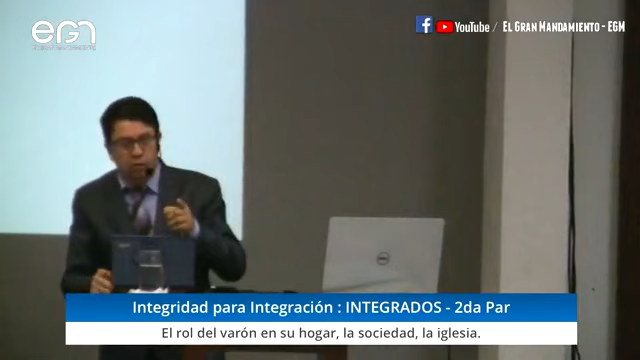 EGM
YouTube / El Gran Mandamiento - EGM
DELL
Integridad para Integración : INTEGRADOS - 2da Par
El rol del varón en su hogar, la sociedad, la iglesia.